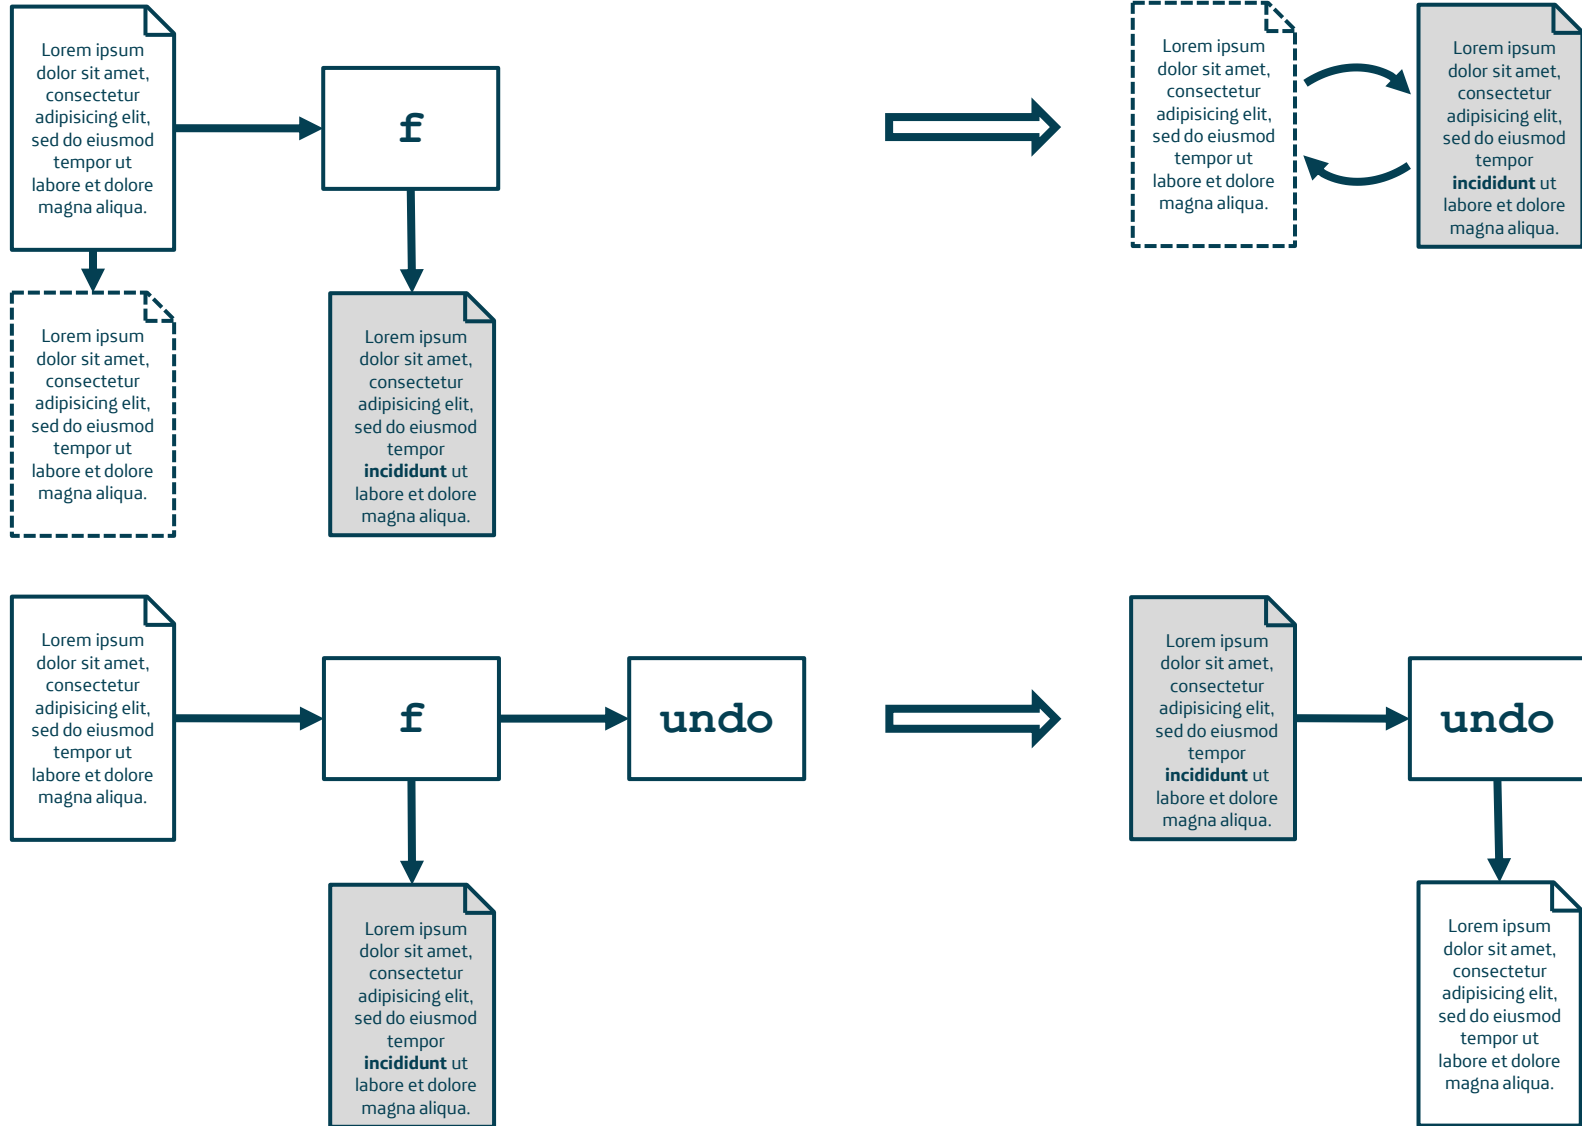 Lorem ipsum
dolor sit amet,
consectetur
adipisicing elit,
sed do eiusmod
tempor ut
labore et dolore
magna aliqua.
f
Lorem ipsum
dolor sit amet,
consectetur
adipisicing elit,
sed do eiusmod
tempor ut
labore et dolore
magna aliqua.
Lorem ipsum
dolor sit amet,
consectetur
adipisicing elit,
sed do eiusmod
tempor
incididunt ut
labore et dolore
magna aliqua.
Lorem ipsum
dolor sit amet,
consectetur
adipisicing elit,
sed do eiusmod
tempor ut
labore et dolore
magna aliqua.
Lorem ipsum
dolor sit amet,
consectetur
adipisicing elit,
sed do eiusmod
tempor
incididunt ut
labore et dolore
magna aliqua.
Lorem ipsum
dolor sit amet,
consectetur
adipisicing elit,
sed do eiusmod
tempor ut
labore et dolore
magna aliqua.
f
undo
Lorem ipsum
dolor sit amet,
consectetur
adipisicing elit,
sed do eiusmod
tempor
incididunt ut
labore et dolore
magna aliqua.
undo
Lorem ipsum
dolor sit amet,
consectetur
adipisicing elit,
sed do eiusmod
tempor
incididunt ut
labore et dolore
magna aliqua.
Lorem ipsum
dolor sit amet,
consectetur
adipisicing elit,
sed do eiusmod
tempor ut
labore et dolore
magna aliqua.